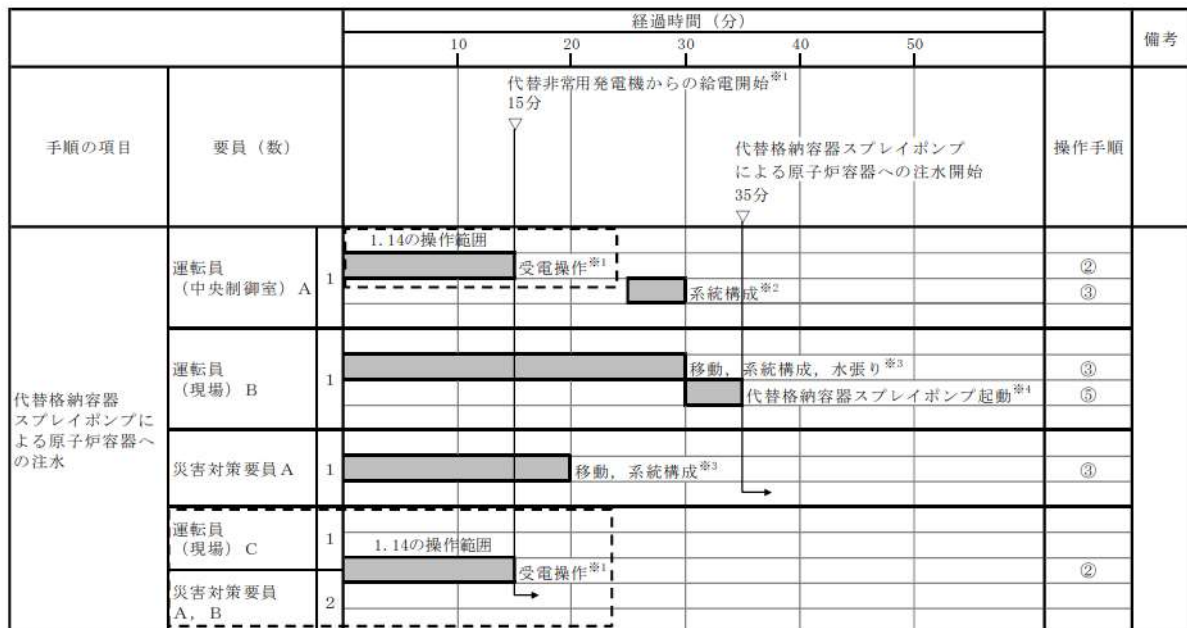 経過時間（分）
備考
10 20 30 40 50
代替非常用発電機からの給電開始※1
15分
▽
手順の項目
要員（数）
操作手順
代替格納容器スプレイポンプ
による原子炉容器への注水開始
35分
▽
代替格納容器
スプレイポンプに
よる原子炉容器へ
の注水
運転員
（中央制御室）A
1
1.14の操作範囲
受電操作※1
②
系統構成※2
③
運転員
（現場）B
1
移動，系統構成，水張り※3
③
代替格納容器スプレイポンプ起動※4
⑤
災害対策要員A
1
移動，系統構成※3
③
運転員
（現場）C
1
1.14の操作範囲
受電操作※1
②
災害対策要員
A，B
2